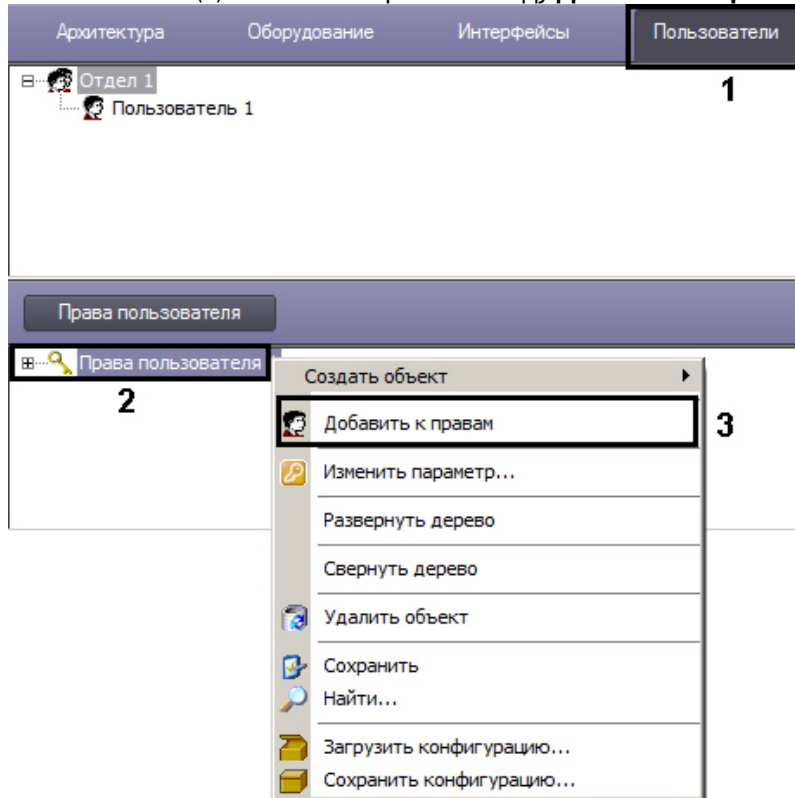 Архитектура Оборудование Интерфейсы Пользователи
1
Отдел 1
Пользователь 1
Права пользователя
Права пользователя
2
Создать объект
Добавить к правам
3
Изменить параметр...
Развернуть дерево
Свернуть дерево
Удалить объект
Сохранить
Найти...
Загрузить конфигурацию...
Сохранить конфигурацию...